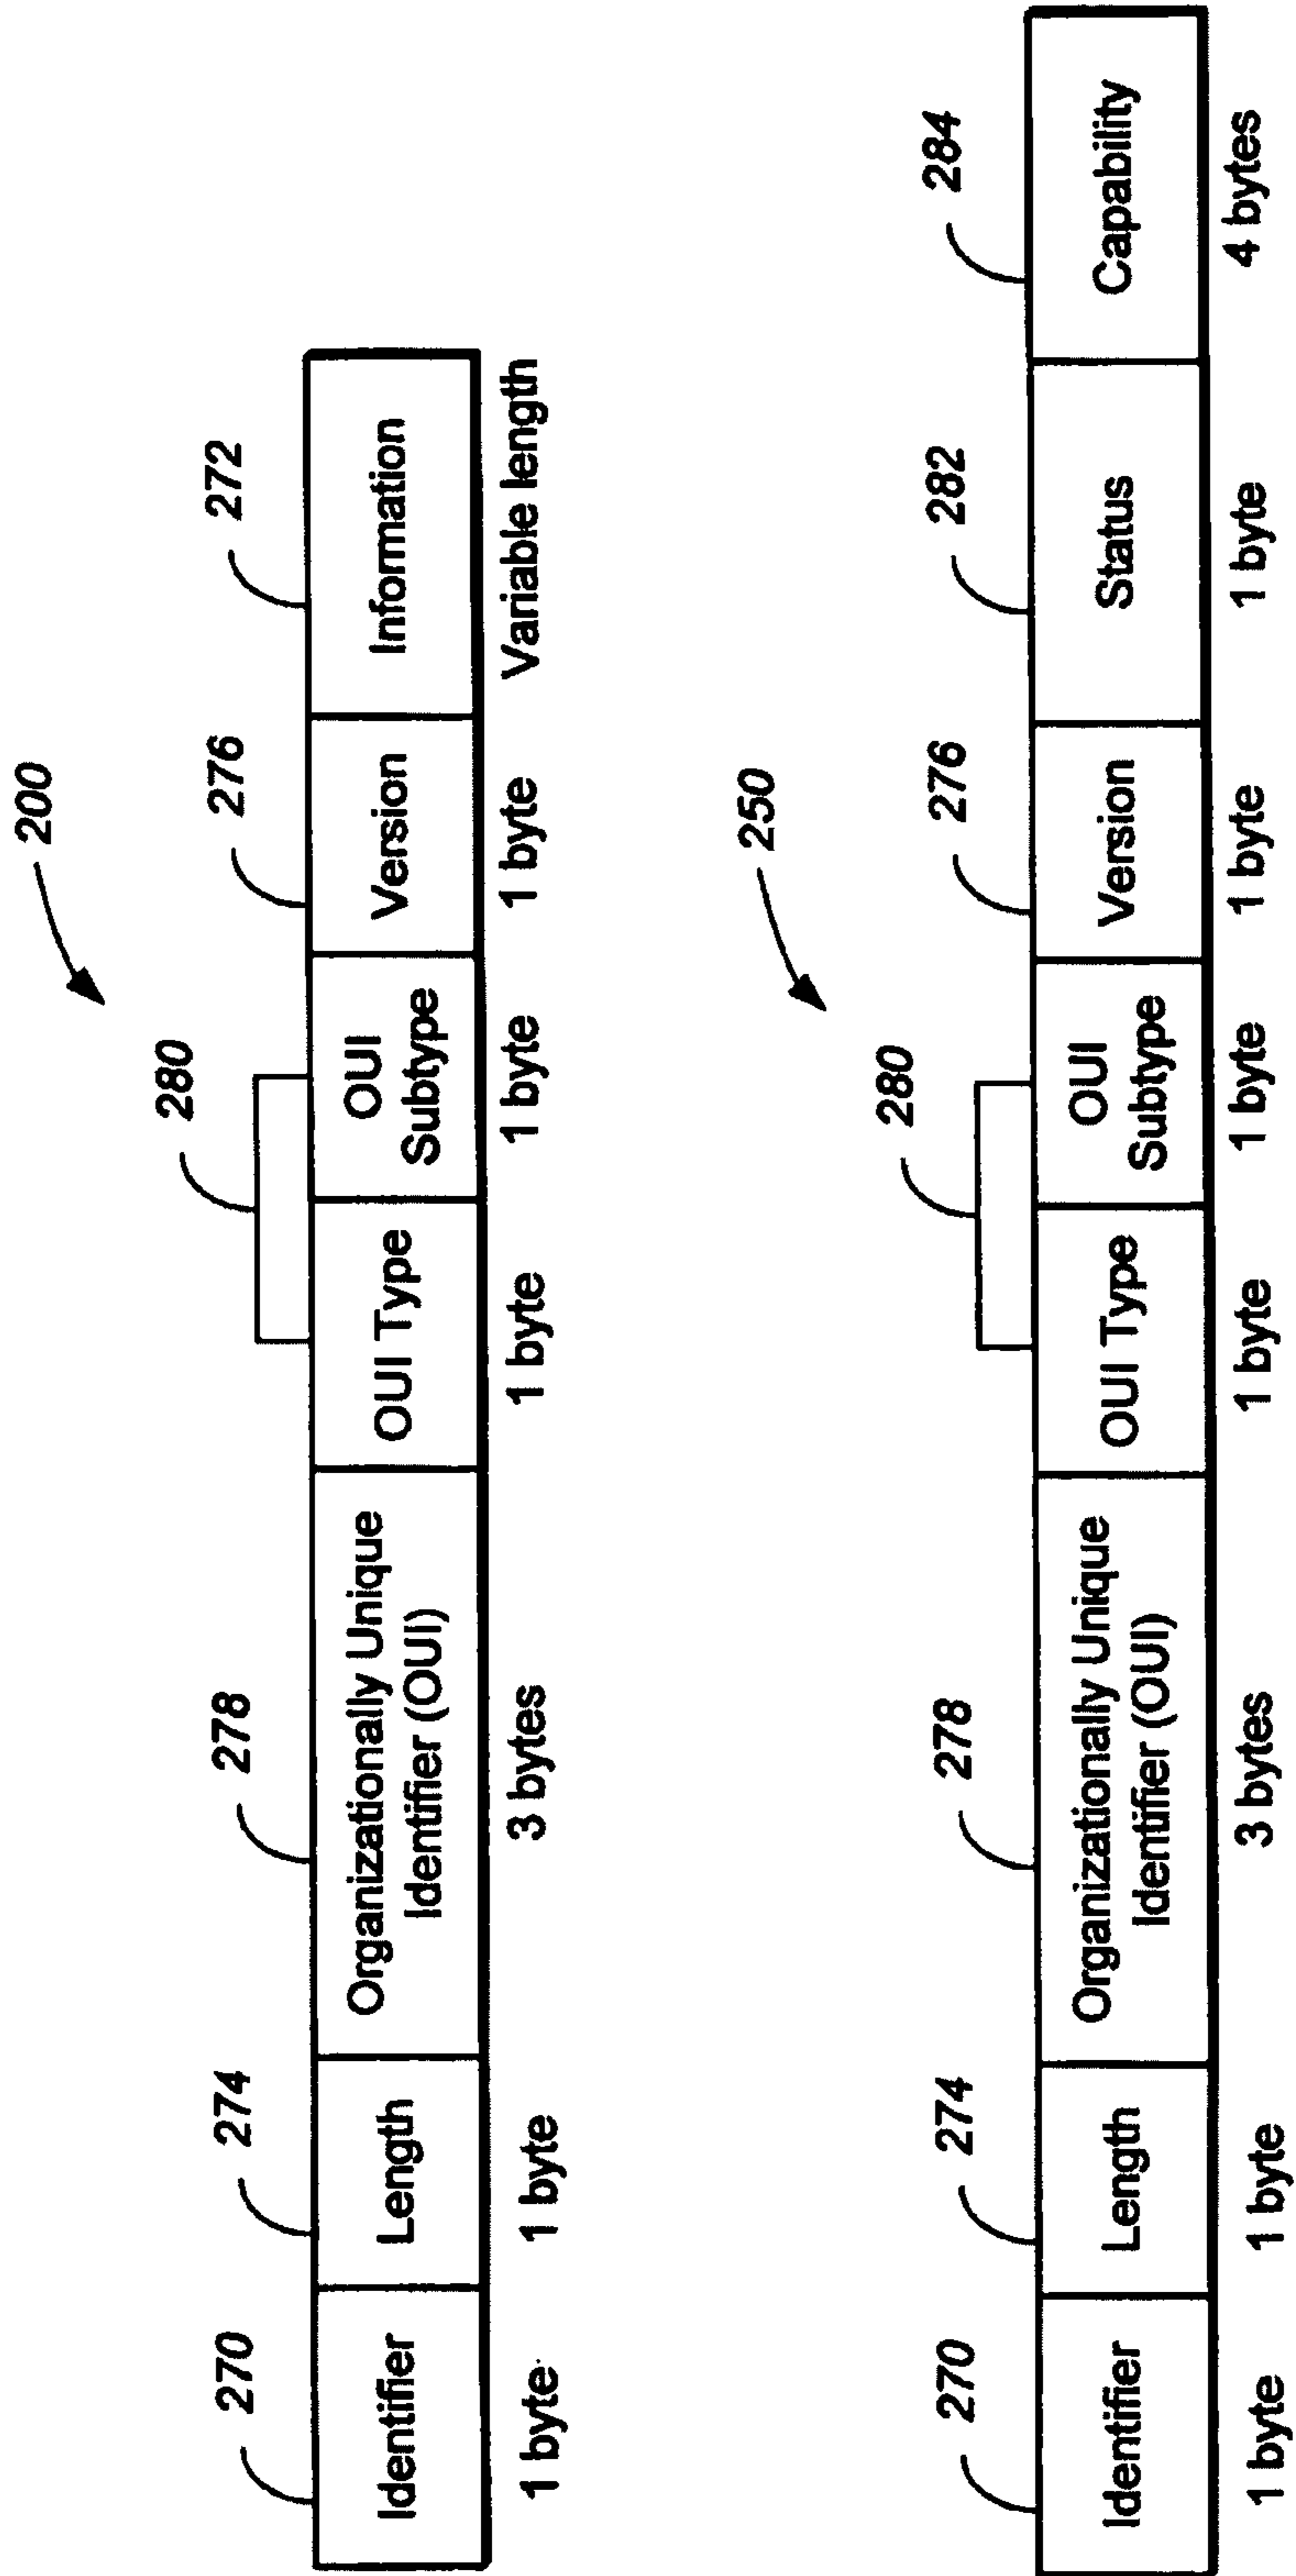 200
270
274
278
280
276
272
Identifier
Length
Organizationally Unique
Identifier (OUI)
OUI Type
OUI
Subtype
Version
Information
1 byte
1 byte
3 bytes
1 byte
1 byte
1 byte
Variable length
250
270
274
278
280
276
282
284
Identifier
Length
Organizationally Unique
Identifier (OUI)
OUI Type
OUI
Subtype
Version
Status
Capability
1 byte
1 byte
3 bytes
1 byte
1 byte
1 byte
1 byte
4 bytes